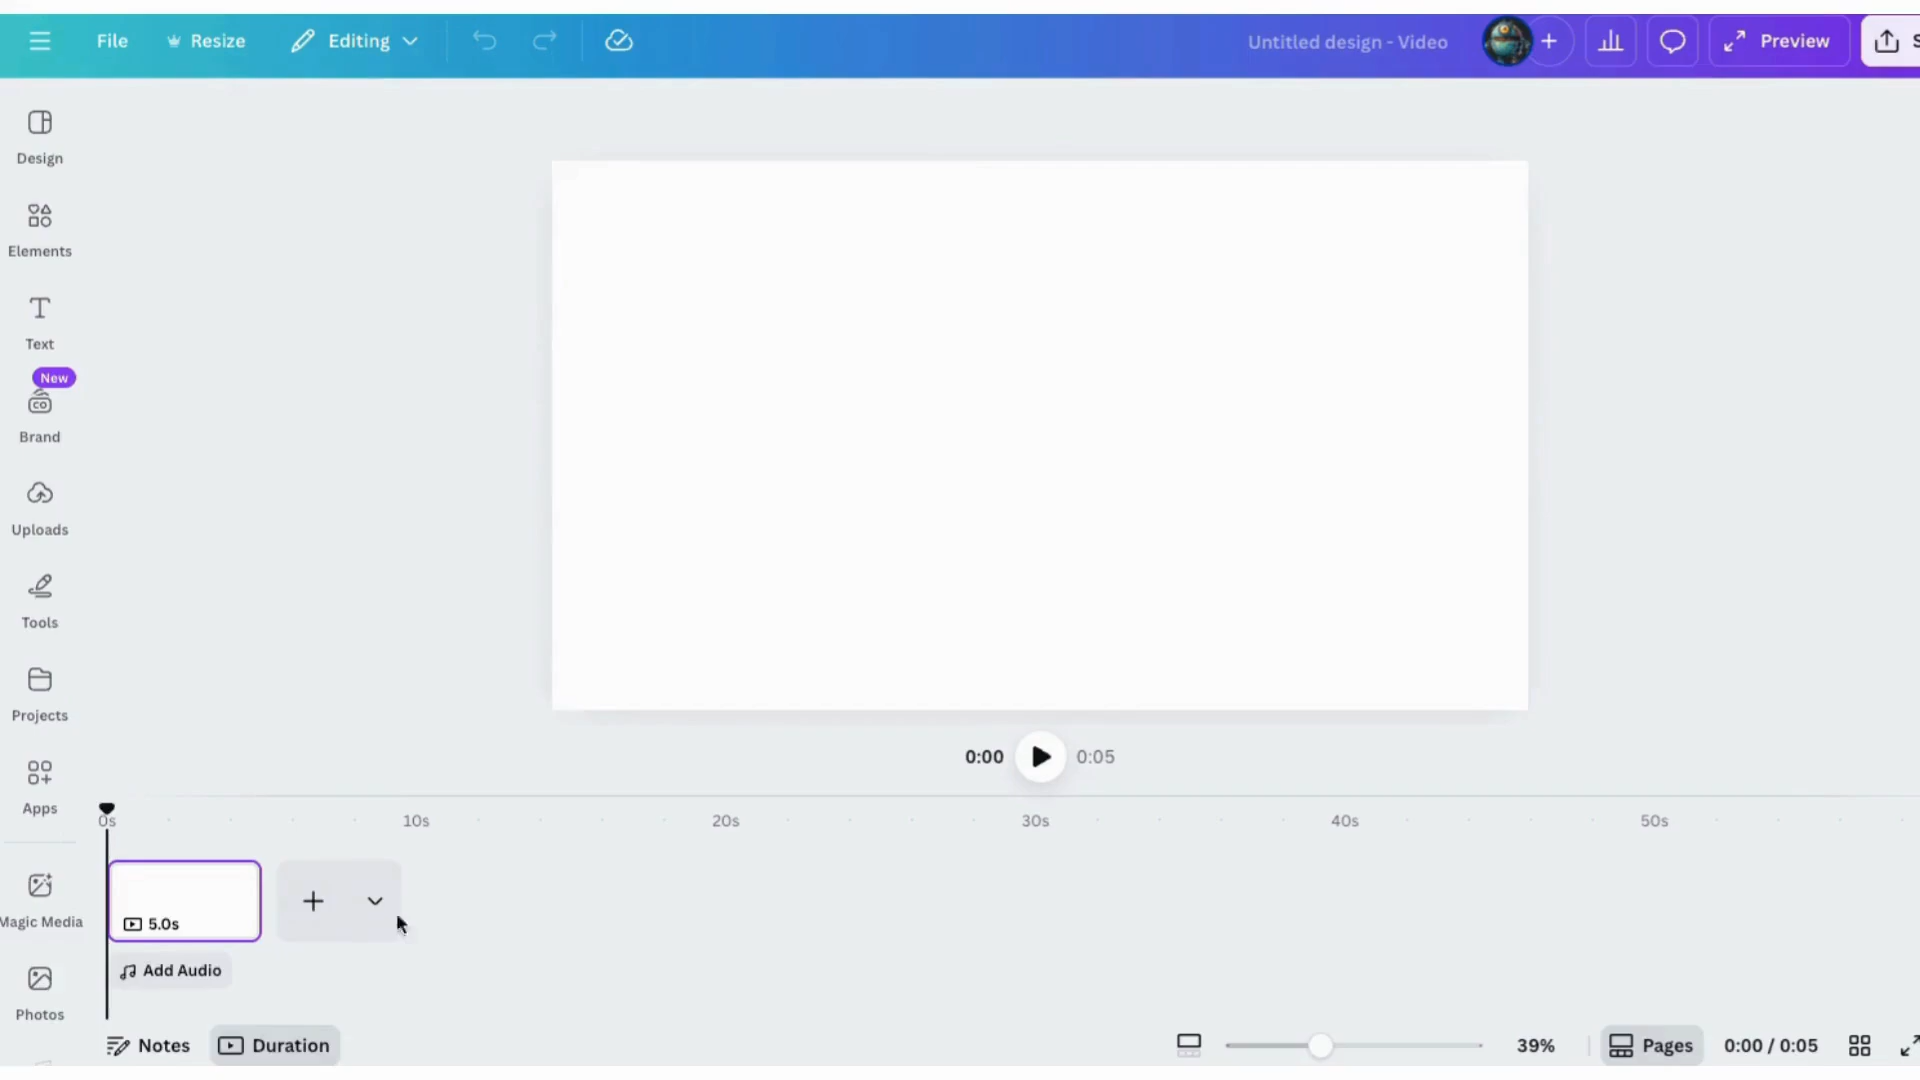 File
Resize
Editing
Untitled design - Video
Preview
S
Design
Elements
Text
New
CO
Brand
Uploads
Tools
Projects
Apps
Magic Media
Photos
0:00
0:05
0s
10s
20s
30s
40s
50s
5.0s
Add Audio
Notes
Duration
39%
Pages
0:00 / 0:05